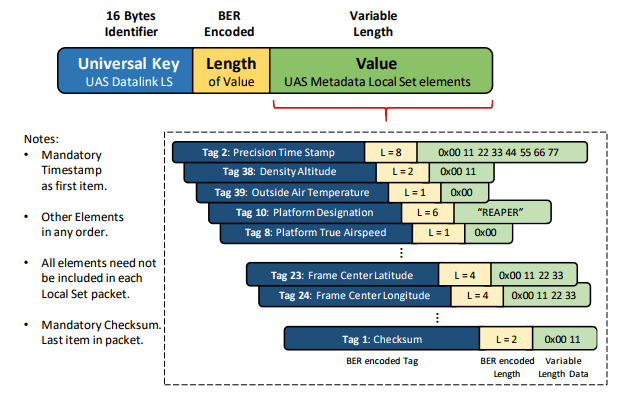 16 Bytes
Identifier
BER
Encoded
Variable
Length
Universal Key
UAS Datalink LS
Length
of Value
Value
UAS Metadata Local Set elements
Notes:
• Mandatory
Timestamp
as first item.
• Other Elements
in any order.
• All elements need not
be included in each
Local Set packet.
• Mandatory Checksum.
Last item in packet.
Tag 2: Precision Time Stamp L = 8 0x00 11 22 33 44 55 66 77
Tag 38: Density Altitude L = 2 0x00 11
Tag 39: Outside Air Temperature L = 1 0x00
Tag 10: Platform Designation L = 6 “REAPER”
Tag 8: Platform True Airspeed L = 1 0x00
⋮
Tag 23: Frame Center Latitude L = 4 0x00 11 22 33
Tag 24: Frame Center Longitude L = 4 0x00 11 22 33
⋮
Tag 1: Checksum L = 2 0x00 11
BER encoded Tag
BER encoded
Length
Variable
Length Data